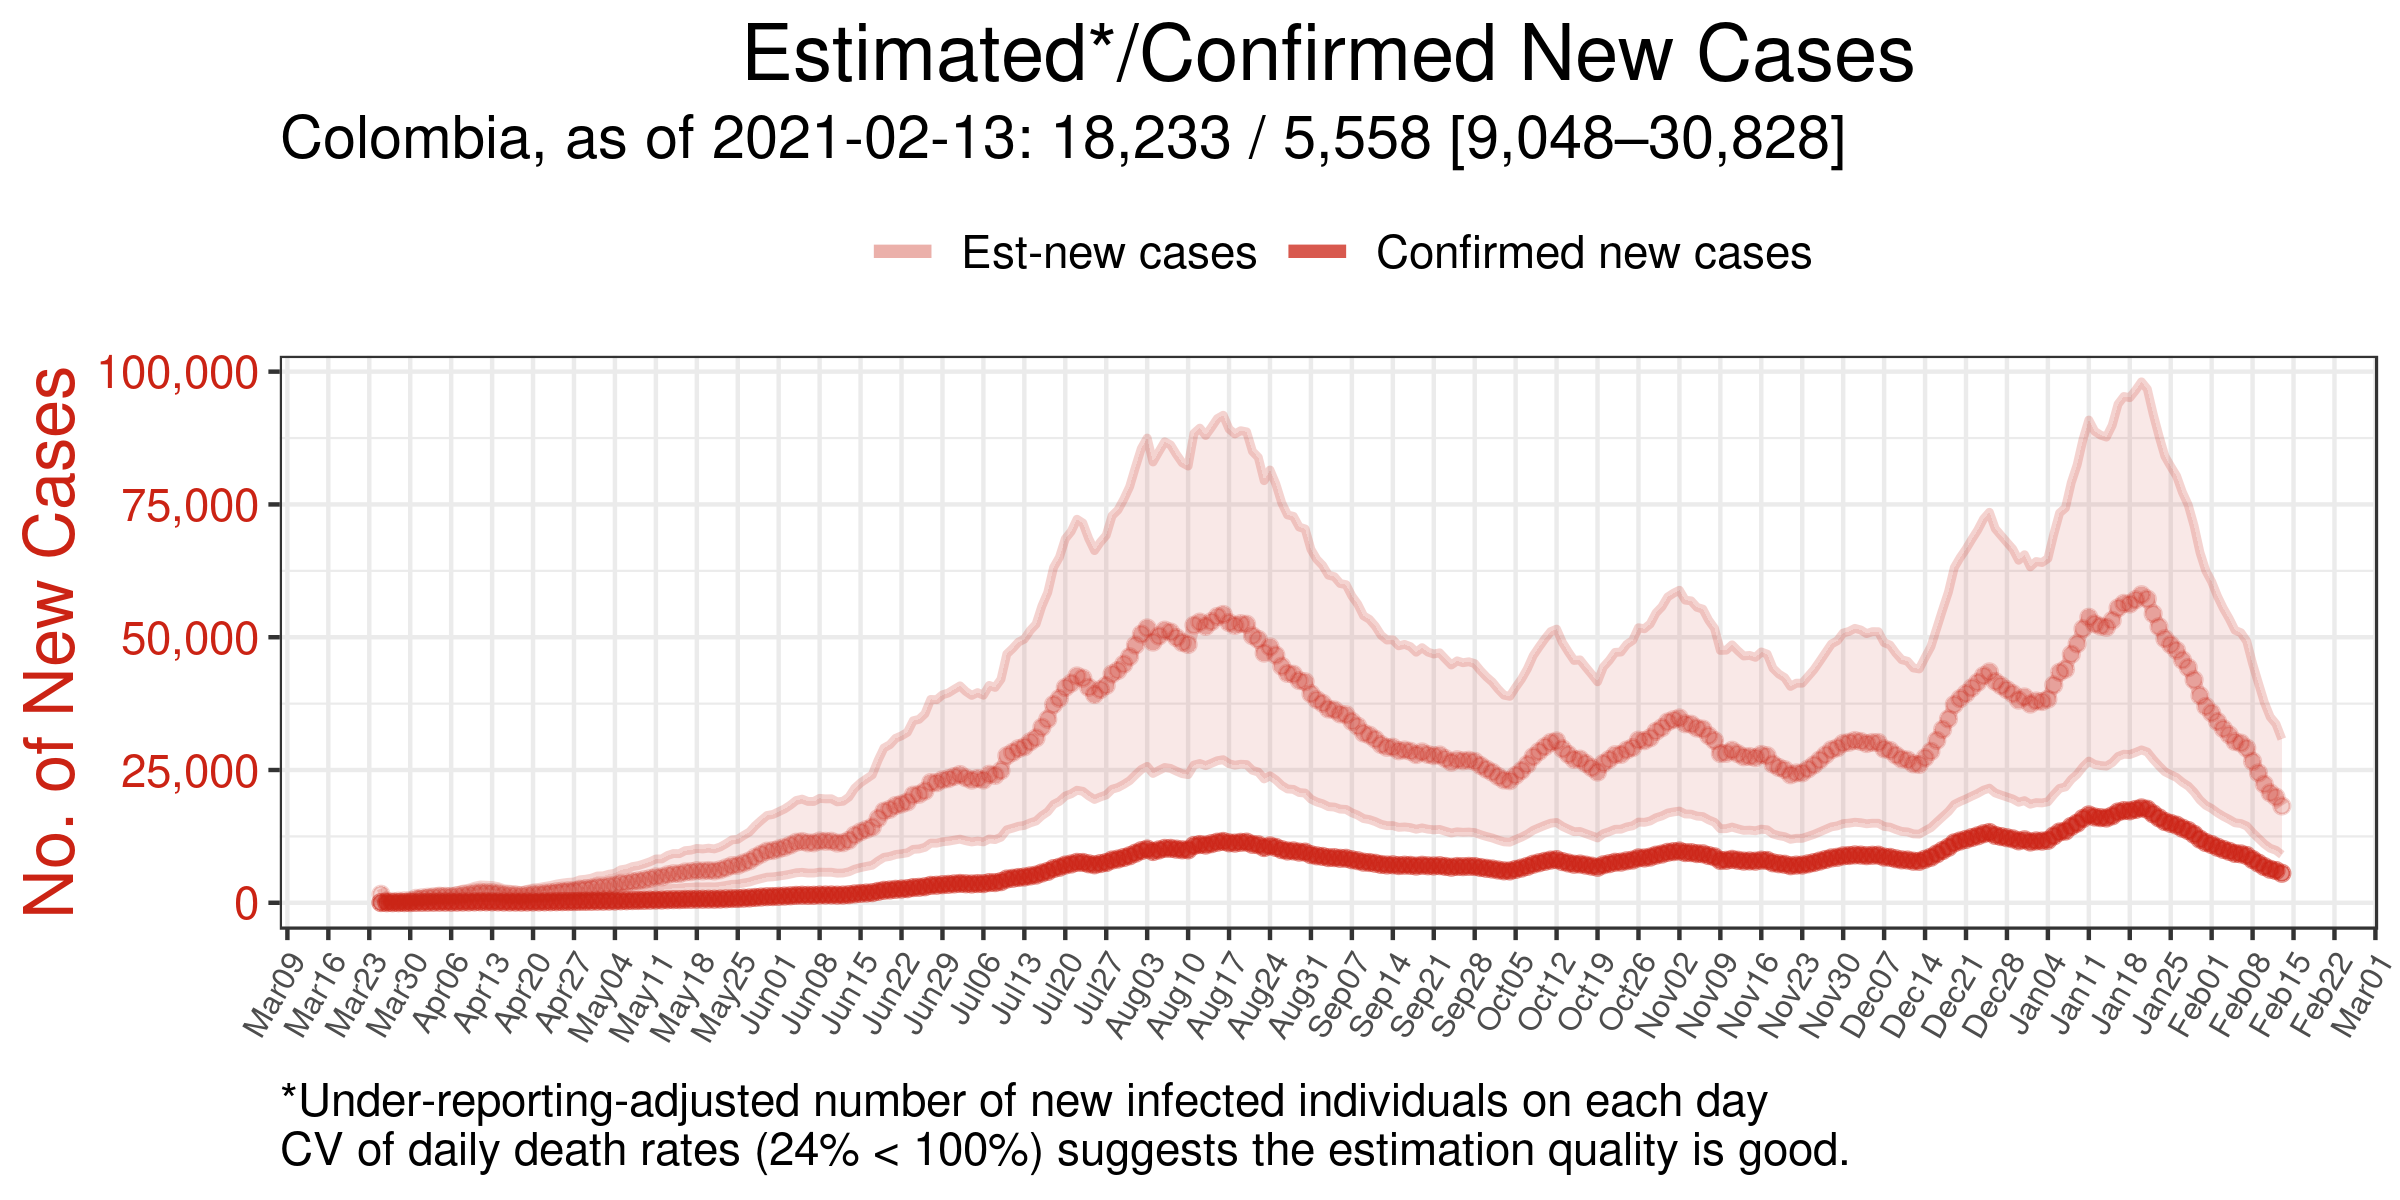 Estimated*/Confirmed New Cases
Colombia, as of 2021-02-13: 18,233 / 5,558 [9,048–30,828]
Est-new cases
Confirmed new cases
No. of New Cases
100,000
75,000
50,000
25,000
0
Mar09
Mar16
Mar23
Mar30
Apr06
Apr13
Apr20
Apr27
May04
May11
May18
May25
Jun01
Jun08
Jun15
Jun22
Jun29
Jul06
Jul13
Jul20
Jul27
Aug03
Aug10
Aug17
Aug24
Aug31
Sep07
Sep14
Sep21
Sep28
Oct05
Oct12
Oct19
Oct26
Nov02
Nov09
Nov16
Nov23
Nov30
Dec07
Dec14
Dec21
Dec28
Jan04
Jan11
Jan18
Jan25
Feb01
Feb08
Feb15
Feb22
Mar01
*Under-reporting-adjusted number of new infected individuals on each day
CV of daily death rates (24% < 100%) suggests the estimation quality is good.